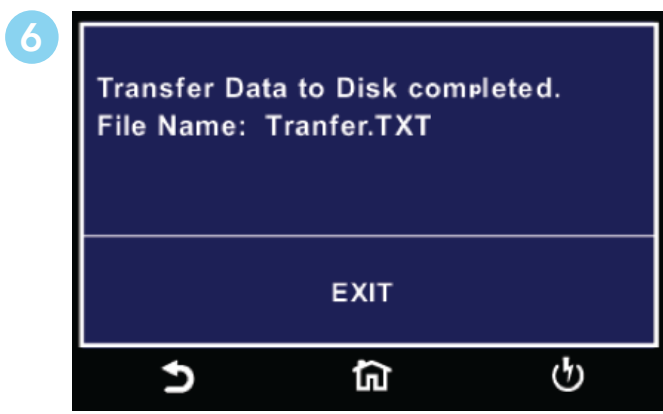 6
Transfer Data to Disk completed.
File Name: Tranfer.TXT
EXIT